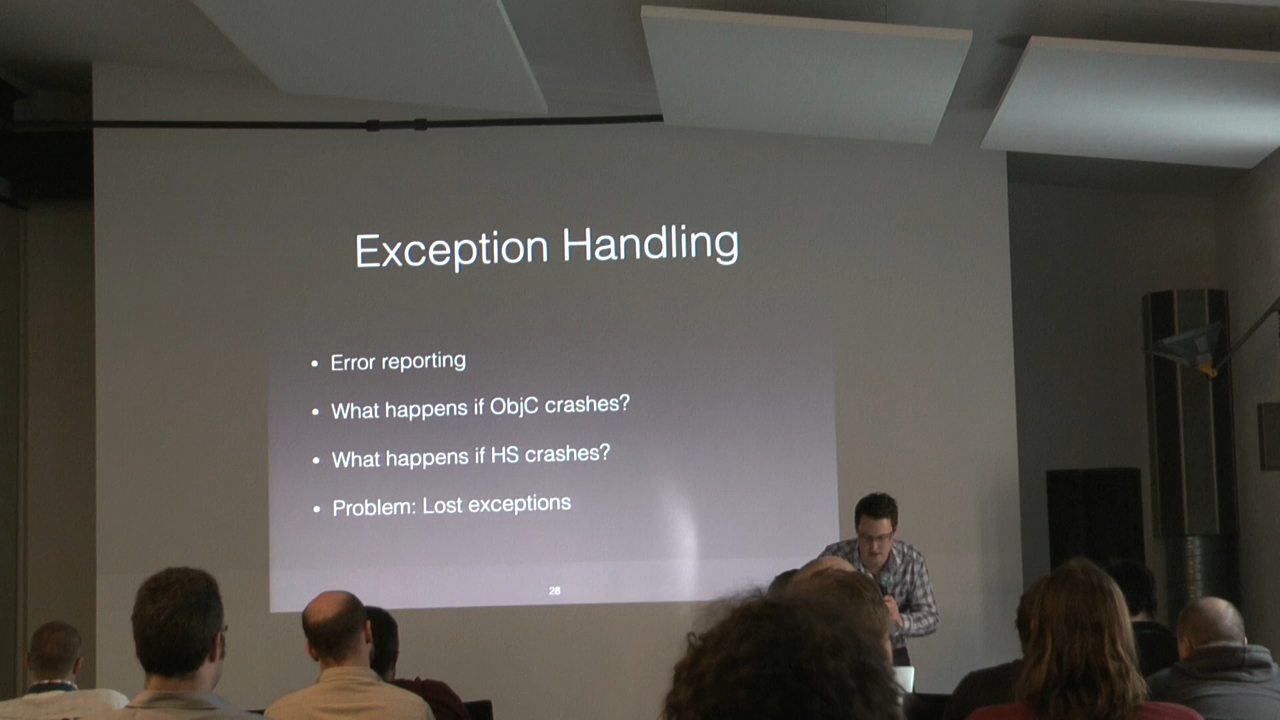 Exception Handling
• Error reporting
• What happens if ObjC crashes?
• What happens if HS crashes?
• Problem: Lost exceptions
28